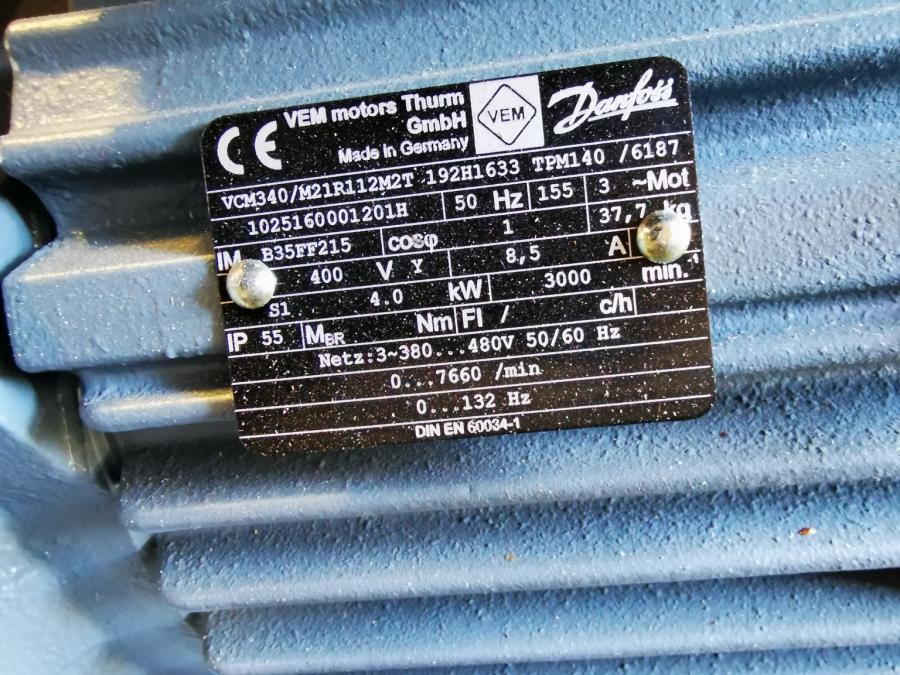 CE VEM motors Thurm GmbH VEM Danfoss
Made in Germany
VCM340/M21R112M2T 192H1633 TPM140 /6187
1025160001201H 50 Hz 155 3 ~Mot
IM B35FF215 cosφ 1 37,7 kg
400 V Y 8,5 A
S1 4.0 kW 3000 min.-1
IP 55 MBR Nm FI / c/h
Netz:3~380...480V 50/60 Hz
0...7660 /min
0...132 Hz
DIN EN 60034-1